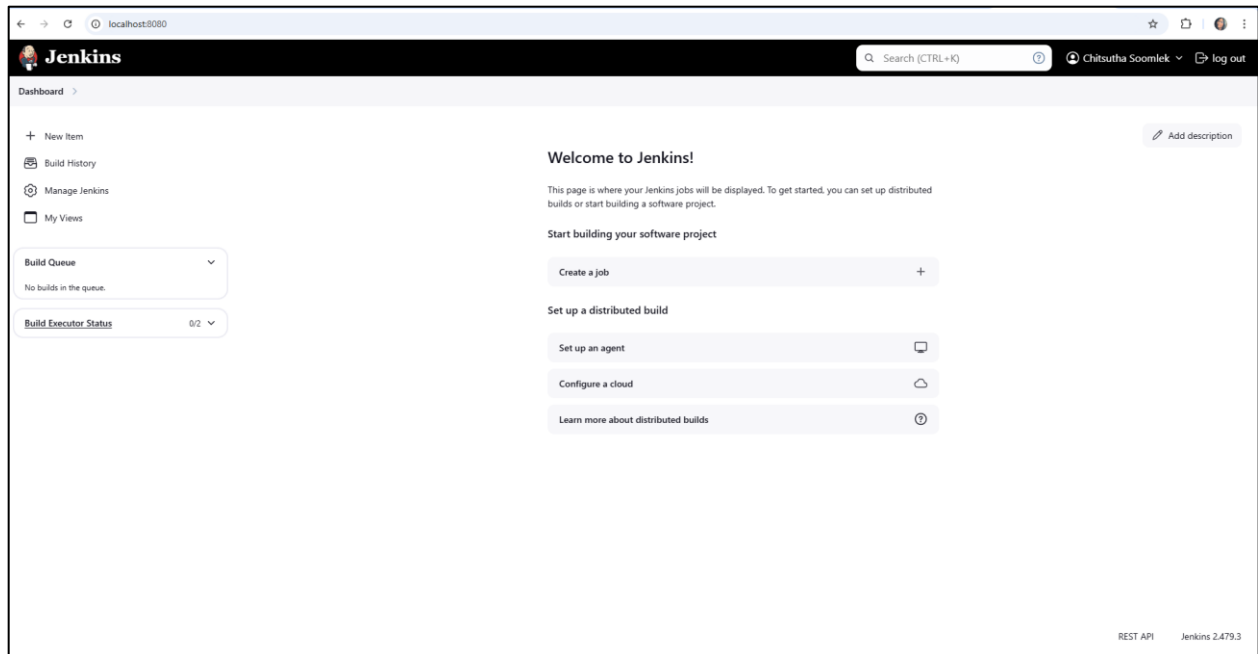 localhost:8080
Jenkins
Search (CTRL+K)
Chitsutha Soomlek
log out
Dashboard
New Item
Build History
Manage Jenkins
My Views
Build Queue
No builds in the queue.
Build Executor Status
0/2
Add description
Welcome to Jenkins!
This page is where your Jenkins jobs will be displayed. To get started, you can set up distributed
builds or start building a software project.
Start building your software project
Create a job
Set up a distributed build
Set up an agent
Configure a cloud
Learn more about distributed builds
REST API
Jenkins 2.479.3